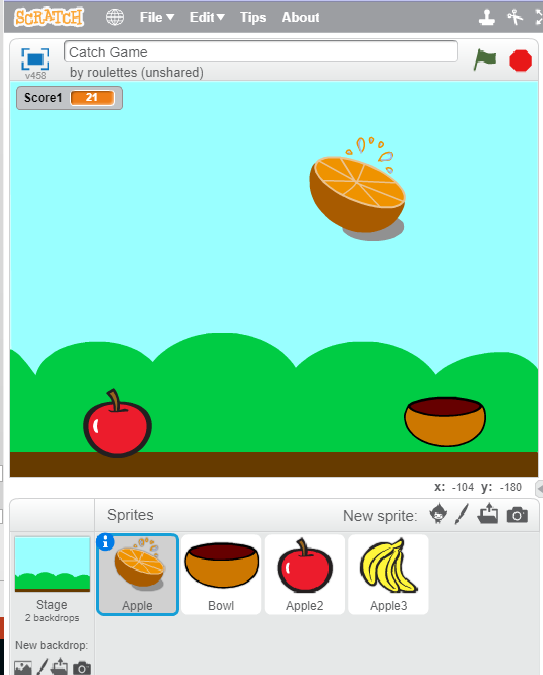 SCRATCH File Edit Tips About
Catch Game
v458 by roulettes (unshared)
Score1 21
x: -104 y: -180
Sprites New sprite:
Apple Bowl Apple2 Apple3
Stage
2 backdrops
New backdrop: